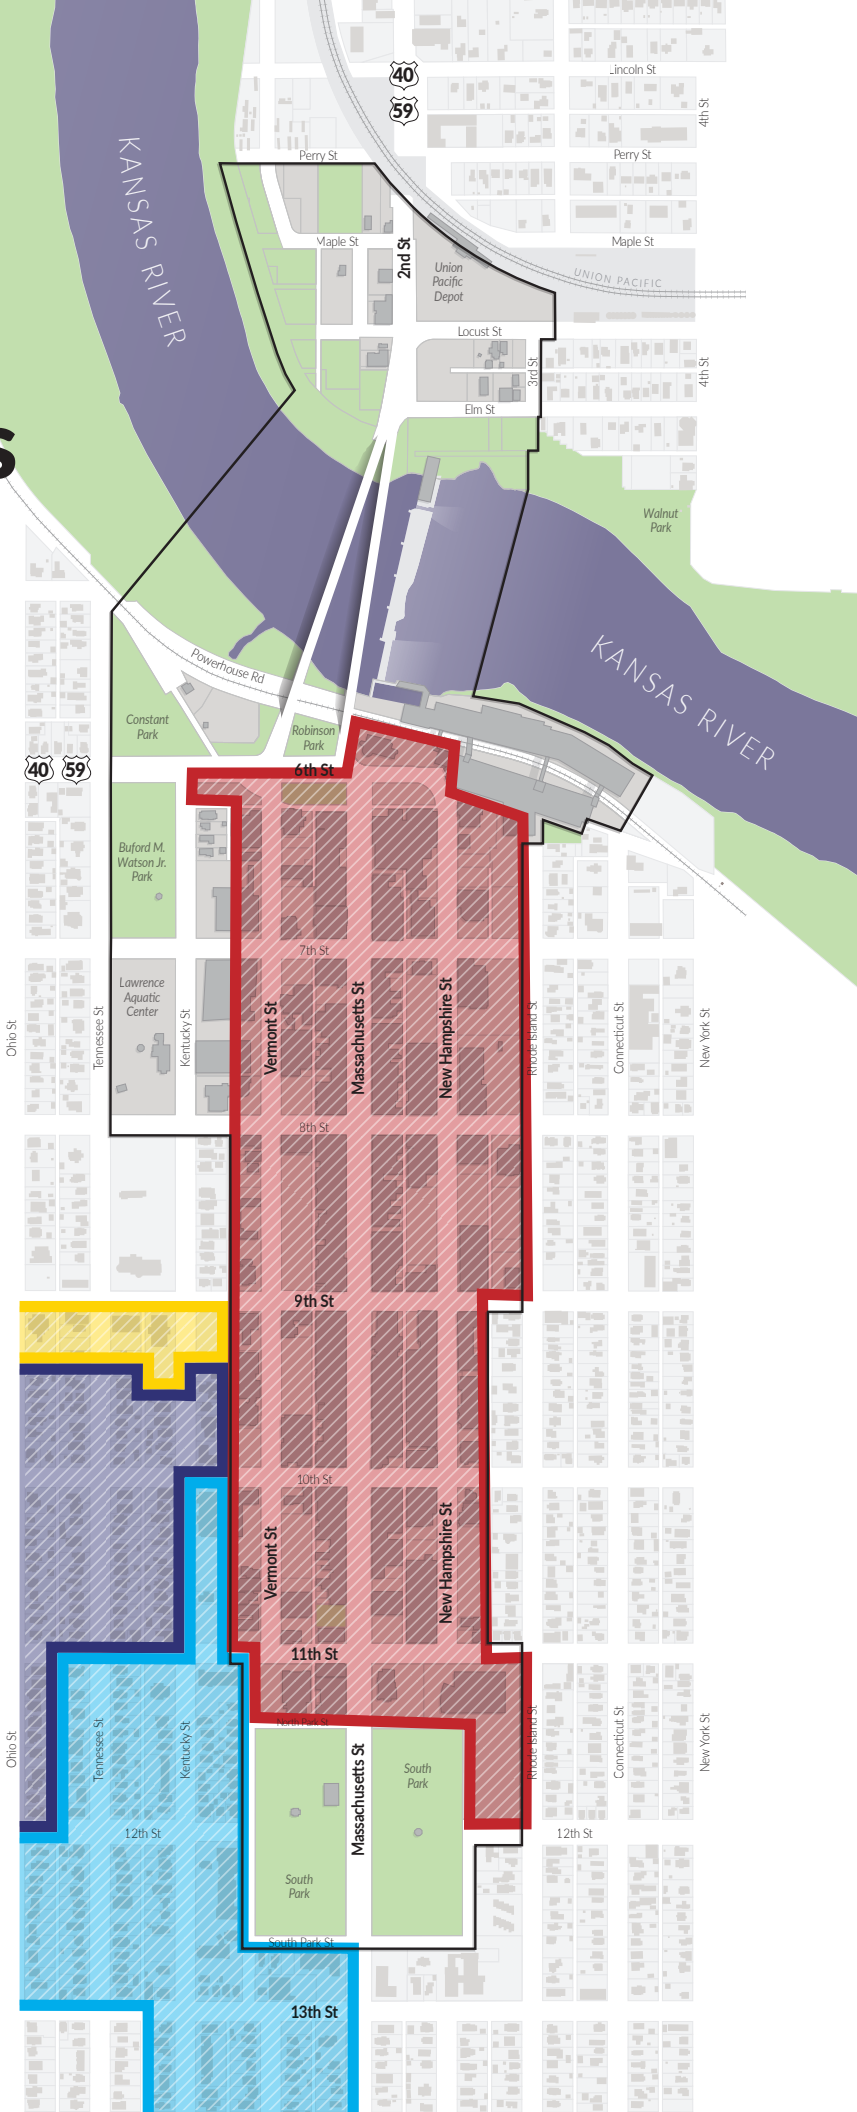 40
59
Lincoln St
4th St
Perry St
Perry St
KANSAS RIVER
Maple St
2nd St
Maple St
Union
Pacific
Depot
UNION PACIFIC
Locust St
3rd St
4th St
Elm St
s
Walnut
Park
Powerhouse Rd
KANSAS RIVER
Constant
Park
Robinson
Park
40 59
6th St
Buford M.
Watson Jr.
Park
7th St
Lawrence
Aquatic
Center
Ohio St
Tennessee St
Kentucky St
Vermont St
Massachusetts St
New Hampshire St
Rhode Island St
Connecticut St
New York St
8th St
9th St
10th St
Vermont St
New Hampshire St
11th St
North Park St
Ohio St
Tennessee St
Kentucky St
Massachusetts St
South
Park
Rhode Island St
Connecticut St
New York St
12th St
12th St
South
Park
South Park St
13th St